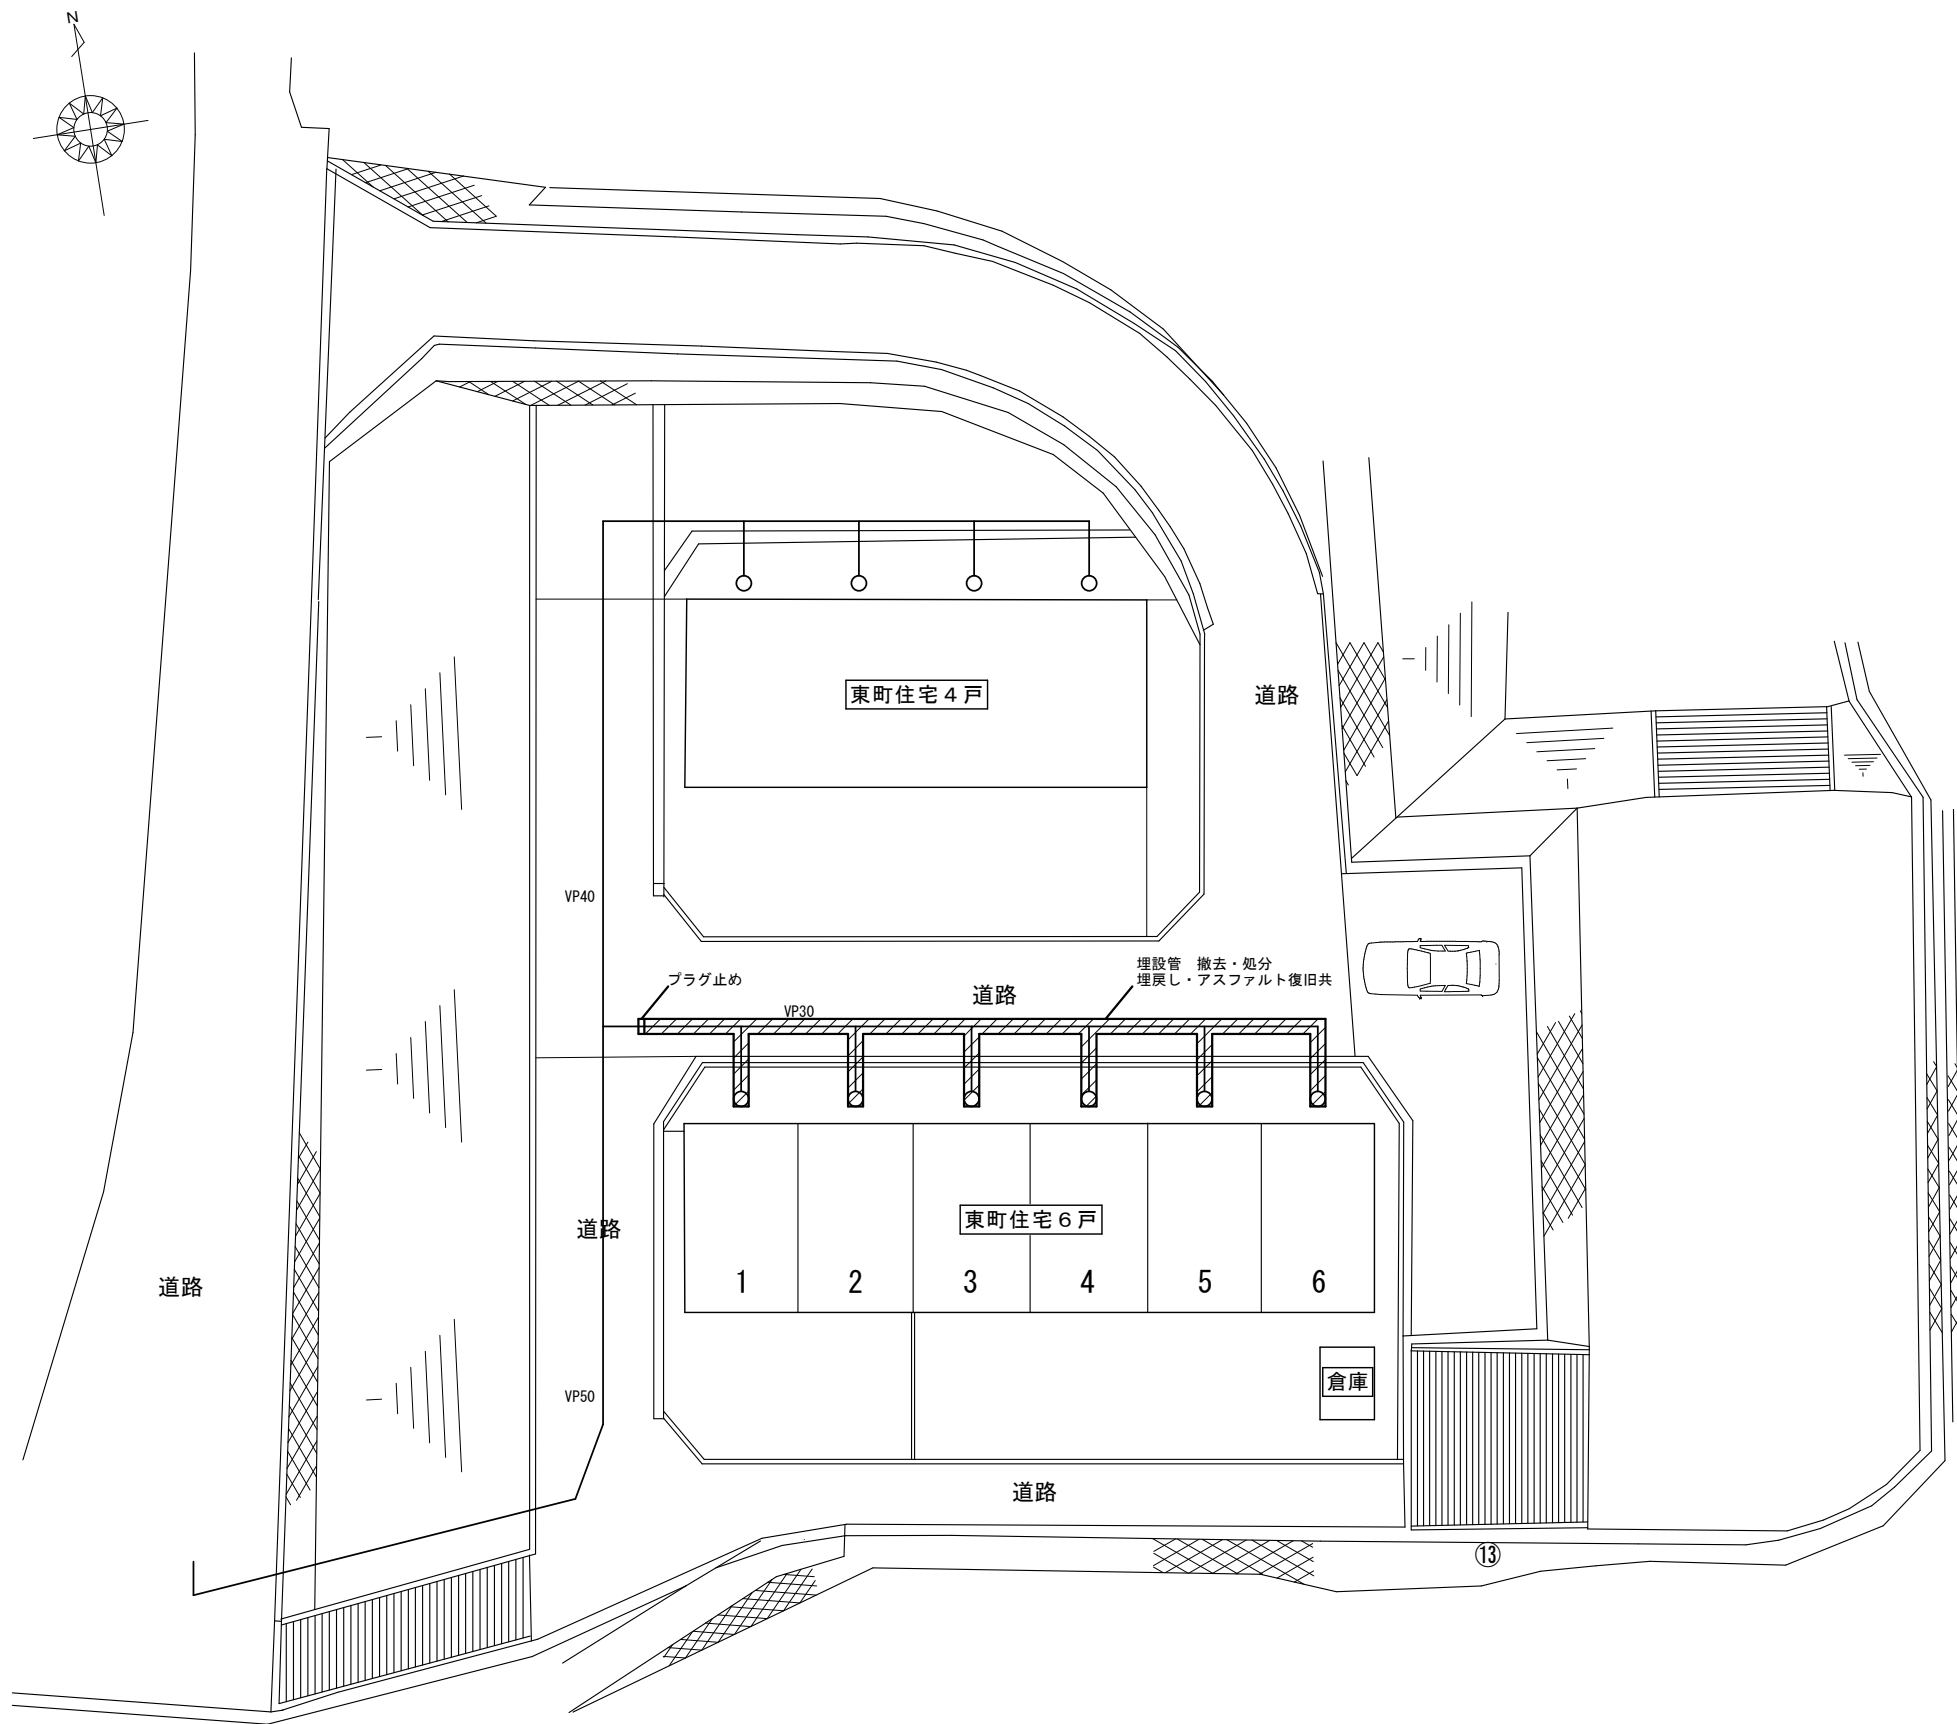 N
東町住宅４戸
道路
VP40
プラグ止め
埋設管　撤去・処分
埋戻し・アスファルト復旧共
道路
VP30
東町住宅６戸
道路
道路
1
2
3
4
5
6
倉庫
VP50
道路
⑬